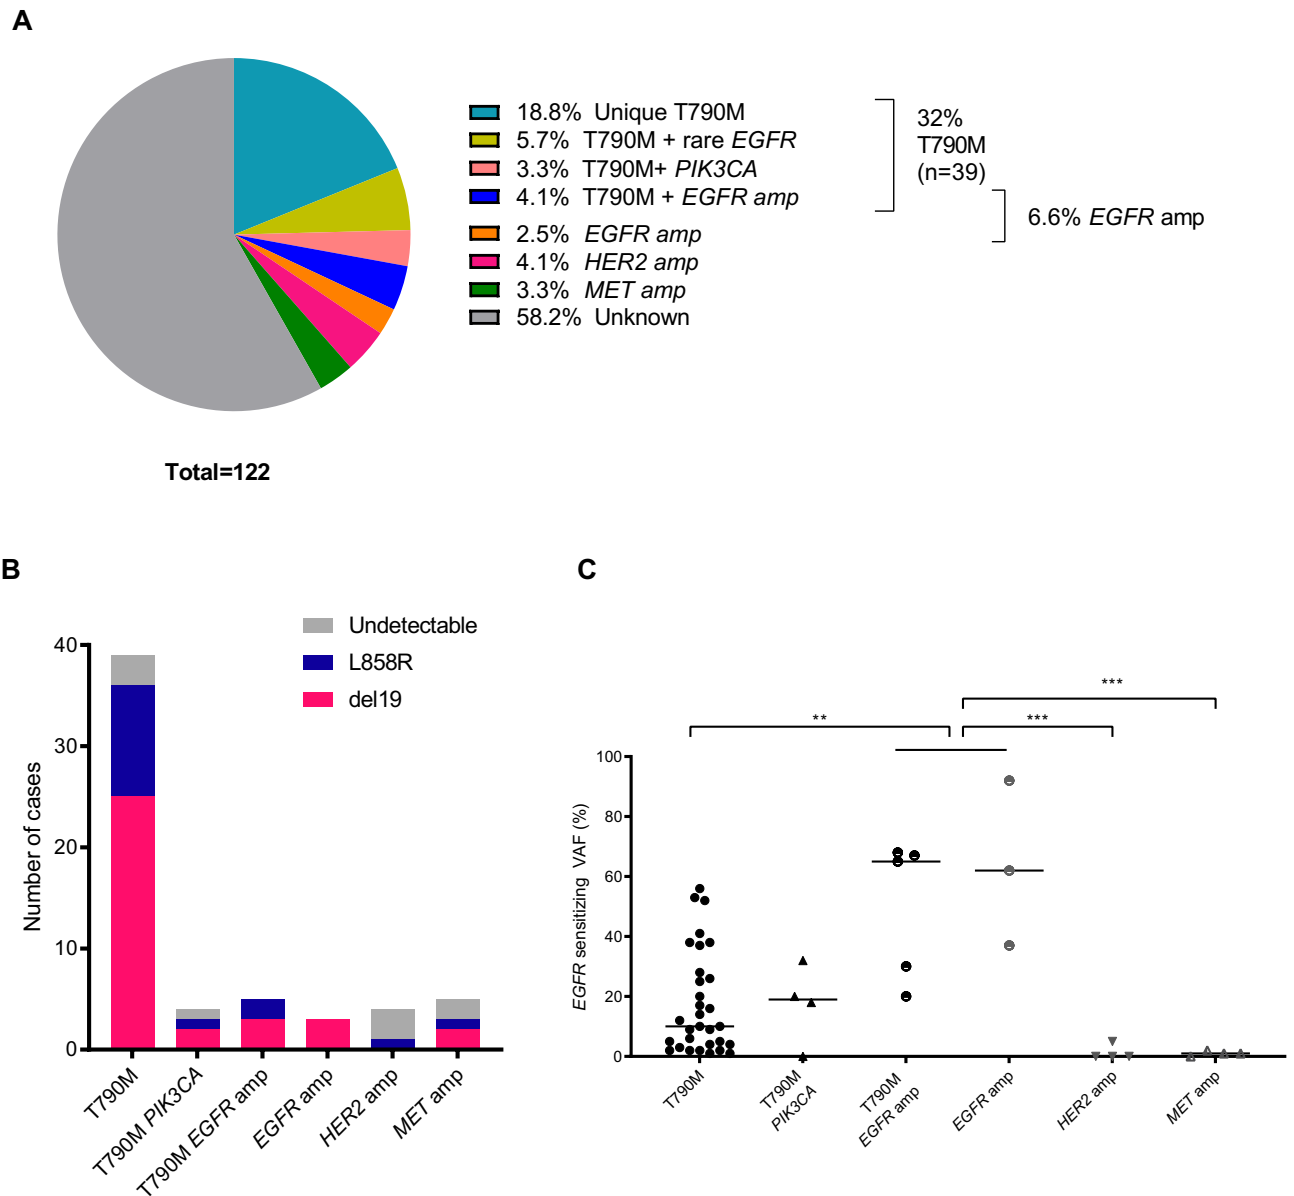 A
18.8% Unique T790M
5.7% T790M + rare EGFR
3.3% T790M+ PIK3CA
4.1% T790M + EGFR amp
2.5% EGFR amp
4.1% HER2 amp
3.3% MET amp
58.2% Unknown
32%
T790M
(n=39)
6.6% EGFR amp
Total=122
B
Undetectable
L858R
del19
Number of cases
40
30
20
10
0
T790M
T790M PIK3CA
T790M EGFR amp
EGFR amp
HER2 amp
MET amp
C
***
**
***
EGFR sensitizing VAF (%)
100
80
60
40
20
0
T790M
T790M
PIK3CA
T790M
EGFR amp
EGFR amp
HER2 amp
MET amp